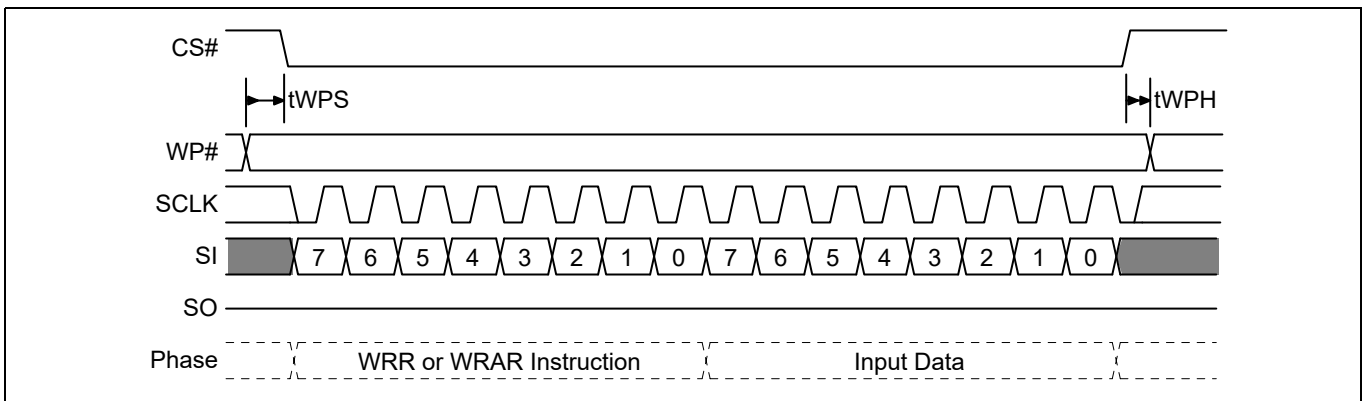 CS#
tWPS tWPH
WP#
SCLK
SI 7 6 5 4 3 2 1 0 7 6 5 4 3 2 1 0
SO
Phase WRR or WRAR Instruction Input Data